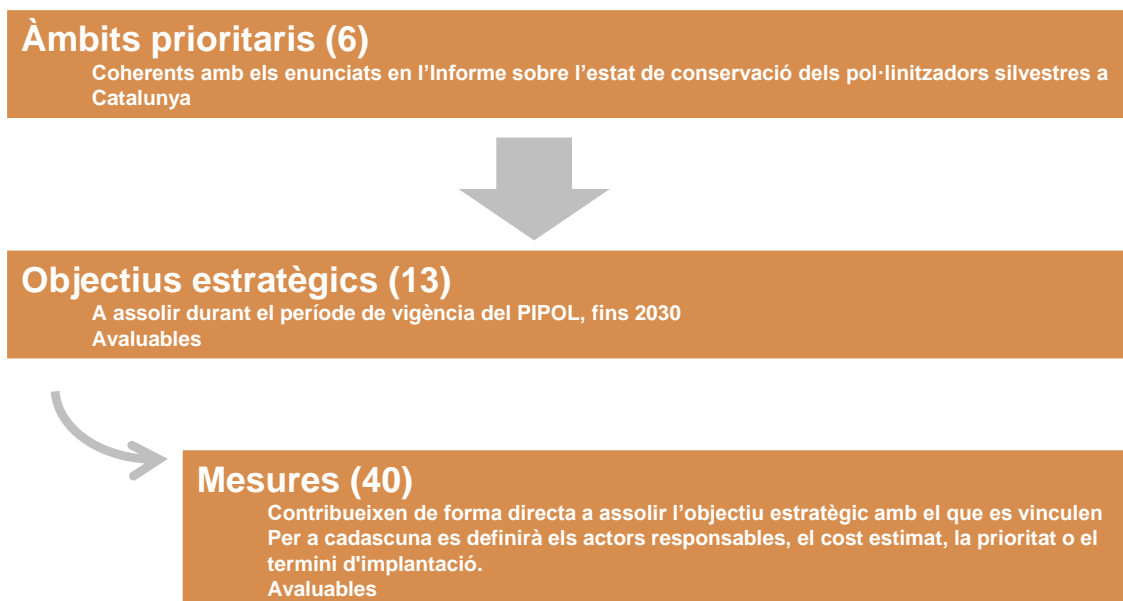 Àmbits prioritaris (6)
Coherents amb els enunciats en l’Informe sobre l’estat de conservació dels pol·linitzadors silvestres a
Catalunya
Objectius estratègics (13)
A assolir durant el període de vigència del PIPOL, fins 2030
Avaluables
Mesures (40)
Contribueixen de forma directa a assolir l’objectiu estratègic amb el que es vinculen
Per a cadascuna es definirà els actors responsables, el cost estimat, la prioritat o el
termini d'implantació.
Avaluables